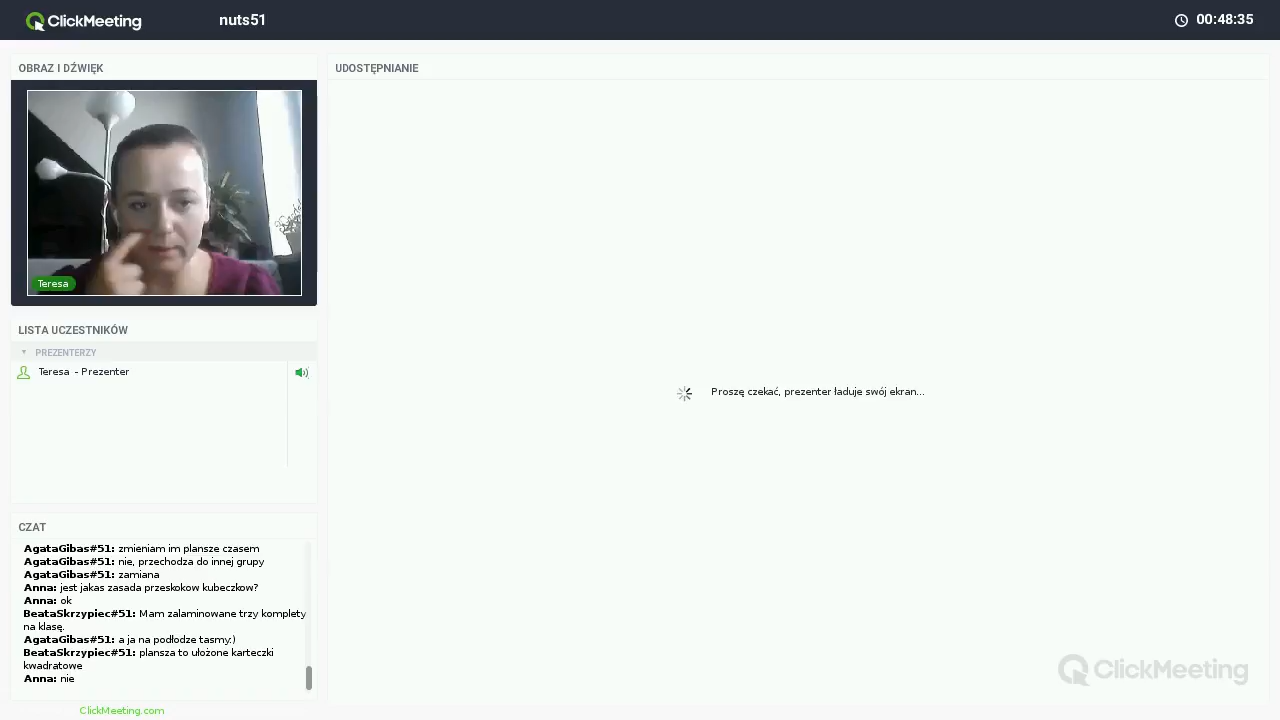 ClickMeeting
nuts51
00:48:35
OBRAZ I DŹWIĘK
UDOSTĘPNIANIE
Teresa
LISTA UCZESTNIKÓW
PREZENTERZY
Teresa - Prezenter
Proszę czekać, prezenter ładuje swój ekran...
CZAT
AgataGibas#51: zmieniam im plansze czasem
AgataGibas#51: nie, przechodza do innej grupy
AgataGibas#51: zamiana
Anna: jest jakas zasada przeskokow kubeczkow?
Anna: ok
BeataSkrzypiec#51: Mam zalaminowane trzy komplety
na klasę.
AgataGibas#51: a ja na podłodze tasmy:)
BeataSkrzypiec#51: plansza to ułożone karteczki
kwadratowe
Anna: nie
ClickMeeting
ClickMeeting.com